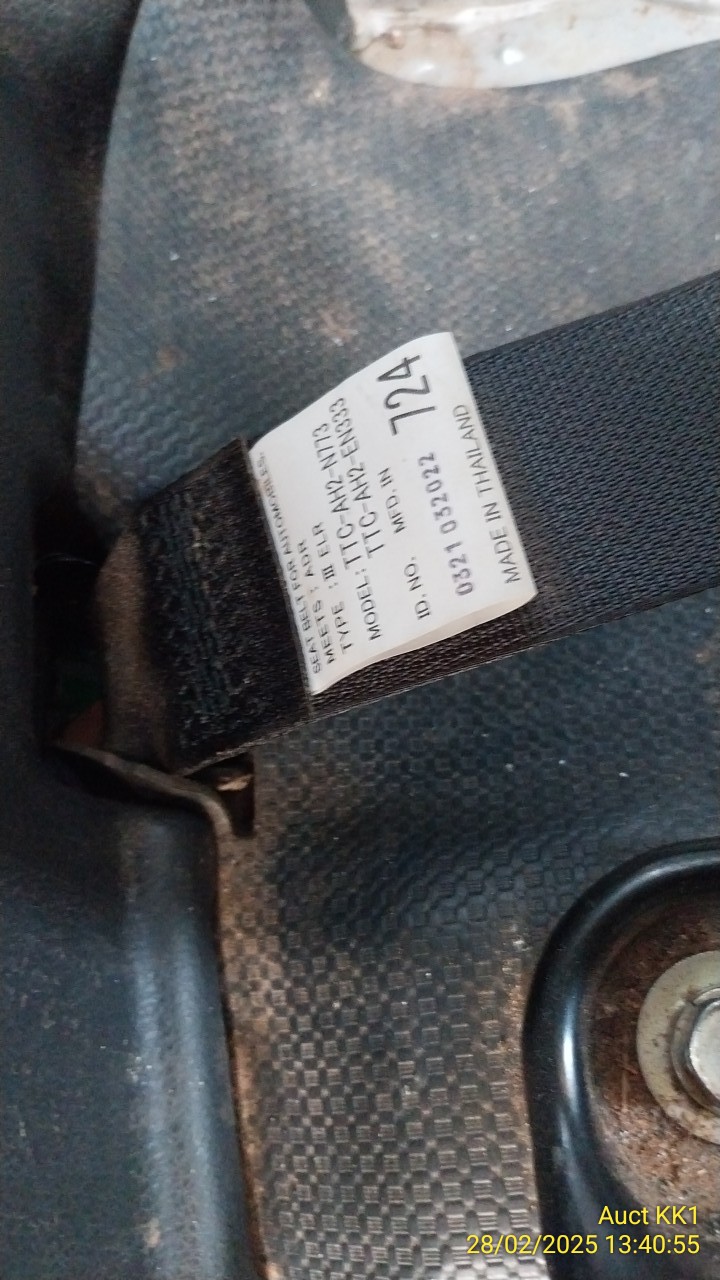 SEAT BELT FOR AUTOMOBILES.
MEETS : ADR
TYPE : III ELR
MODEL: TTC-AH2-N773
TTC-AH2-EN333
ID. NO. MFD. IN
0321 032022 724
MADE IN THAILAND
Auct KK1
28/02/2025 13:40:55